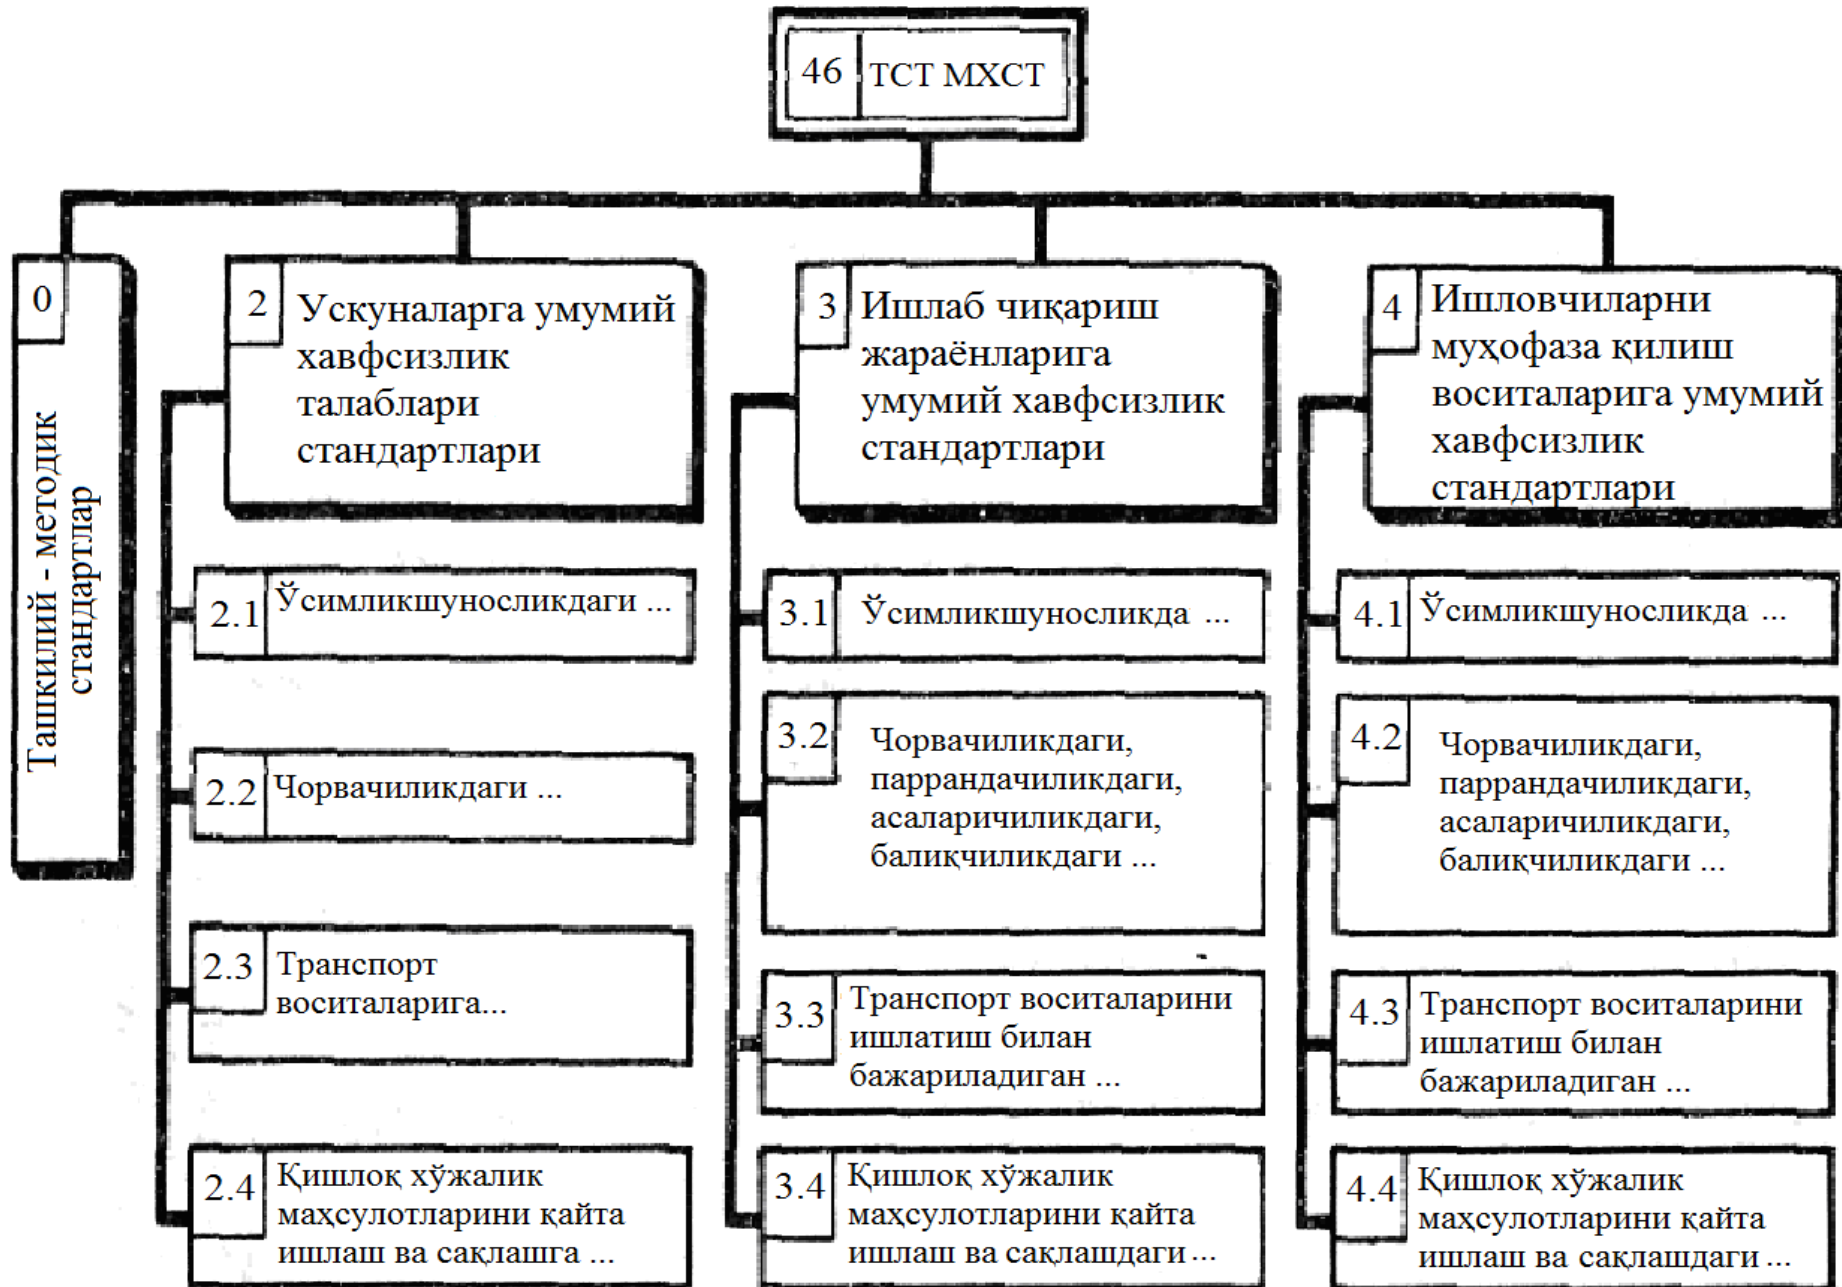 46 ТСТ МХСТ
0
Ташкилий - методик
стандартлар
2
Ускуналарга умумий
хавфсизлик
талаблари
стандартлари
2.1 Ўсимликшуносликдаги ...
2.2 Чорвачиликдаги ...
2.3 Транспорт
воситаларига...
2.4 Қишлоқ хўжалик
маҳсулотларини қайта
ишлаш ва сақлашга ...
3 Ишлаб чиқариш
жараёнларига
умумий хавфсизлик
стандартлари
3.1 Ўсимликшуносликда ...
3.2 Чорвачиликдаги,
паррандачиликдаги,
асаларичиликдаги,
балиқчиликдаги ...
3.3 Транспорт воситаларини
ишлатиш билан
бажариладиган ...
3.4 Қишлоқ хўжалик
маҳсулотларини қайта
ишлаш ва сақлашдаги ...
4 Ишловчиларни
муҳофаза қилиш
воситаларига умумий
хавфсизлик
стандартлари
4.1 Ўсимликшуносликда ...
4.2 Чорвачиликдаги,
паррандачиликдаги,
асаларичиликдаги,
балиқчиликдаги ...
4.3 Транспорт воситаларини
ишлатиш билан
бажариладиган ...
4.4 Қишлоқ хўжалик
маҳсулотларини қайта
ишлаш ва сақлашдаги ...